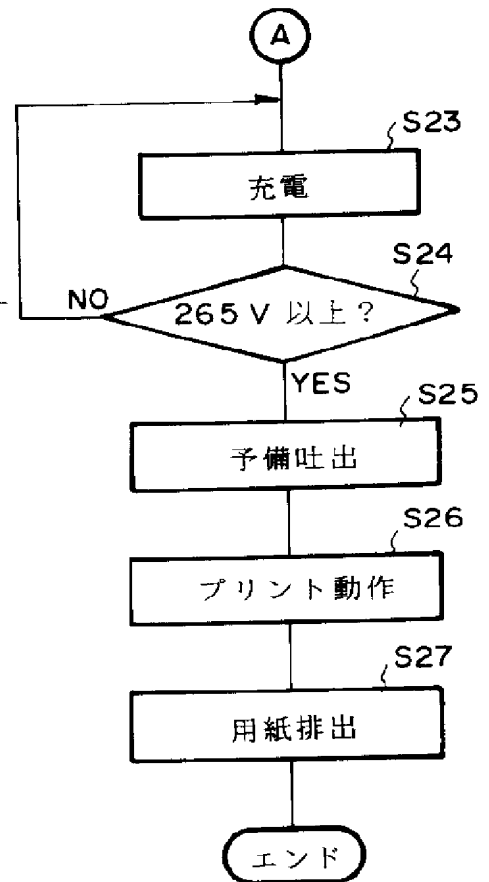 A
S23
充電
S24
NO
265V 以上?
YES
S25
予備吐出
S26
プリント動作
S27
用紙排出
エンド